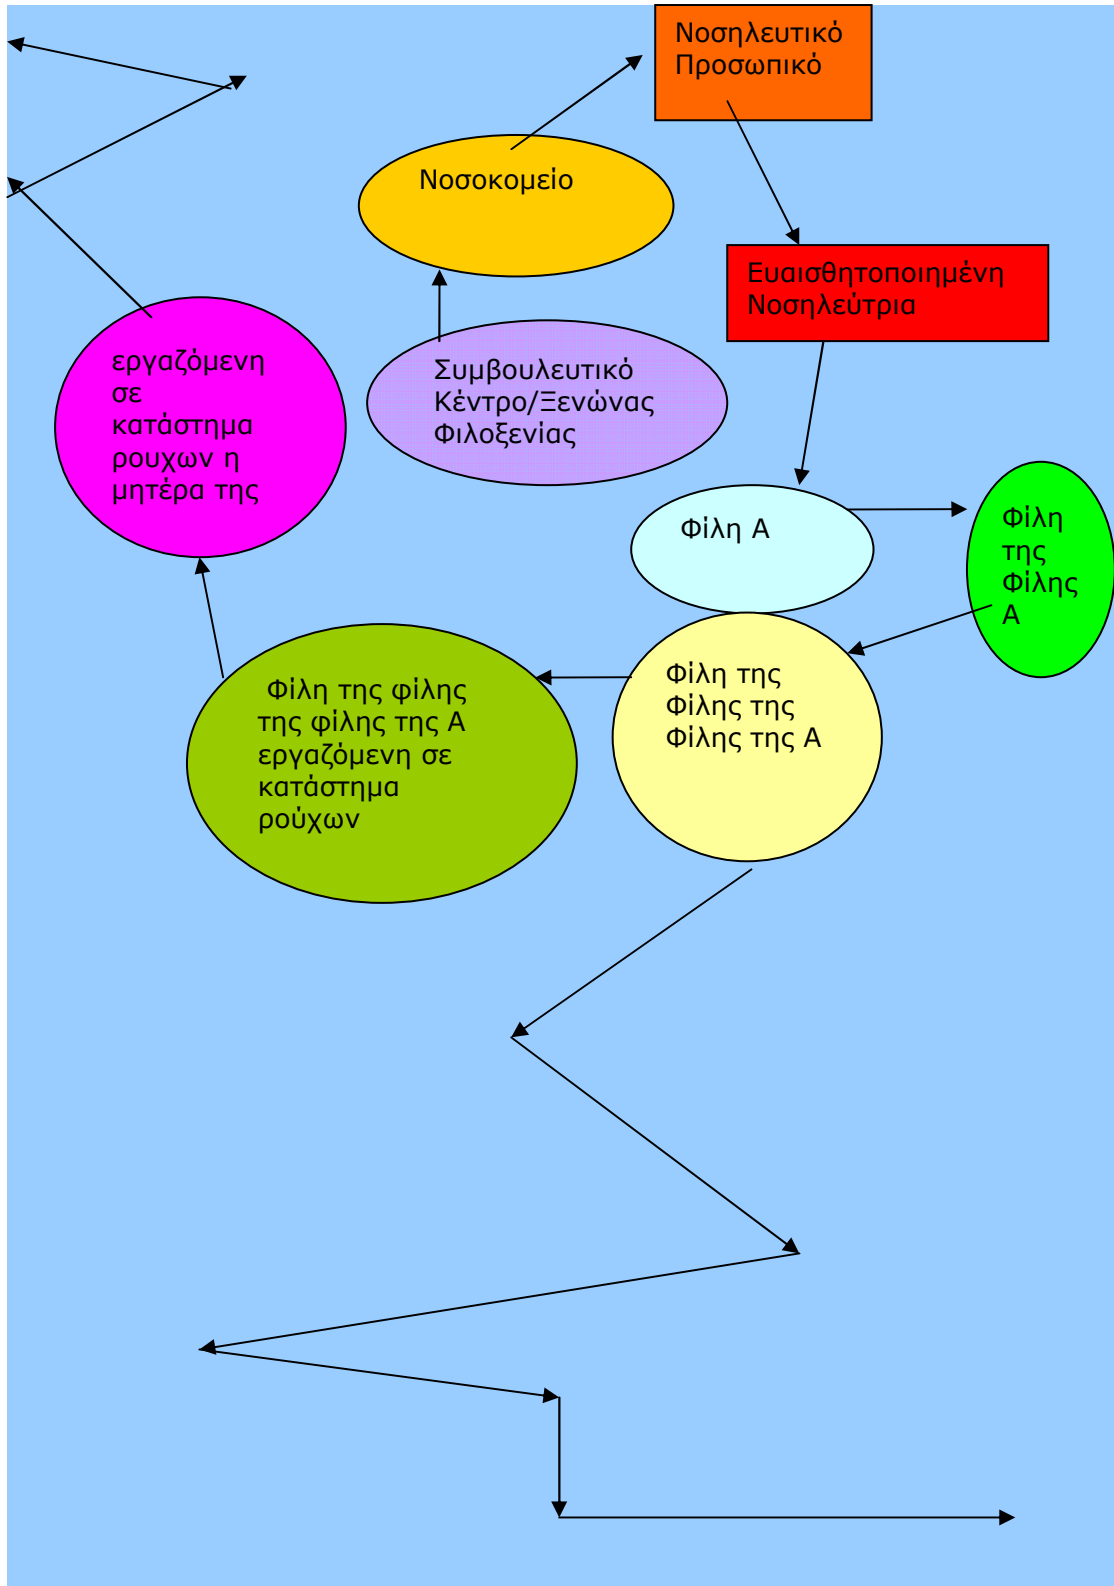 Νοσηλευτικό
Προσωπικό
Νοσοκομείο
Ευαισθητοποιημένη
Νοσηλεύτρια
εργαζόμενη
σε
κατάστημα
ρουχων η
μητέρα της
Συμβουλευτικό
Κέντρο/Ξενώνας
Φιλοξενίας
Φίλη Α
Φίλη
της
Φίλης
Α
Φίλη της
Φίλης της
Φίλης της Α
Φίλη της φίλης
της φίλης της Α
εργαζόμενη σε
κατάστημα
ρούχων